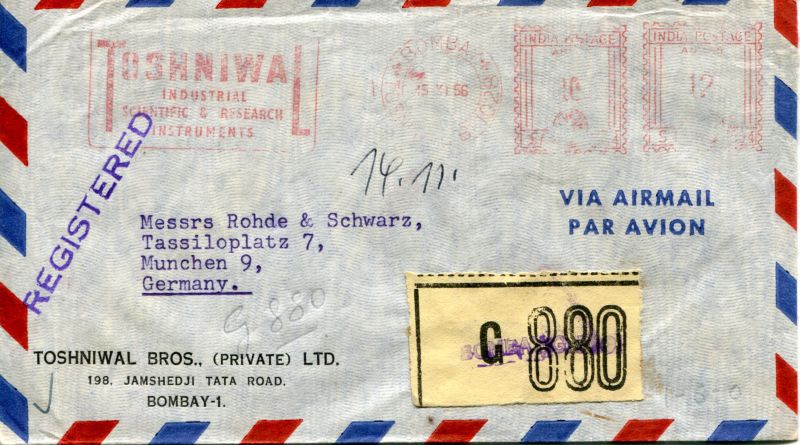 TOSHNIWAL
INDUSTRIAL
SCIENTIFIC & RESEARCH
INSTRUMENTS
BOMBAY
XI 56
INDIA POSTAGE
INDIA POSTAGE
12
REGISTERED
14.11.
VIA AIRMAIL
PAR AVION
Messrs Rohde & Schwarz,
Tassiloplatz 7,
Munchen 9,
Germany.
G 880
G 880
TOSHNIWAL BROS., (PRIVATE) LTD.
198, JAMSHEDJI TATA ROAD.
BOMBAY-1.